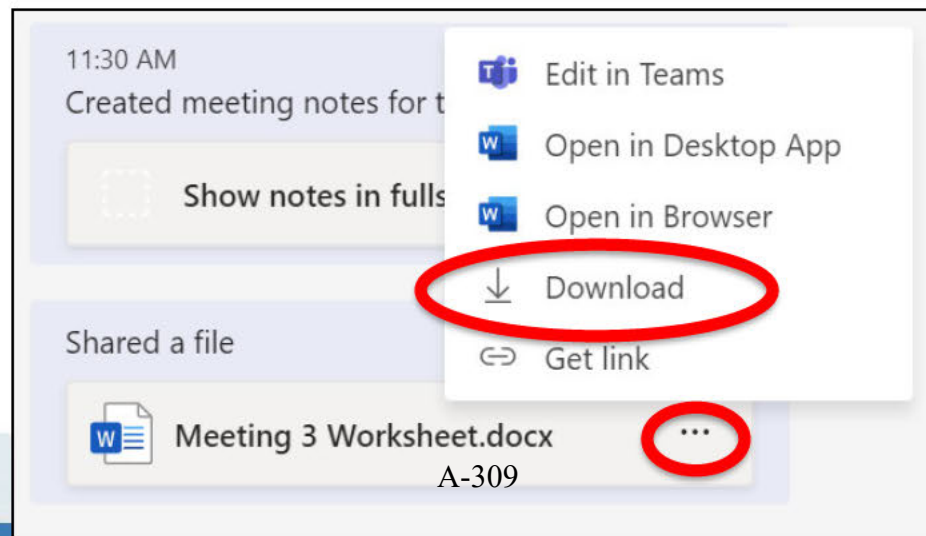 11:30 AM
Created meeting notes for t
Show notes in fulls
Edit in Teams
Open in Desktop App
Open in Browser
Download
Get link
Shared a file
Meeting 3 Worksheet.docx
A-309